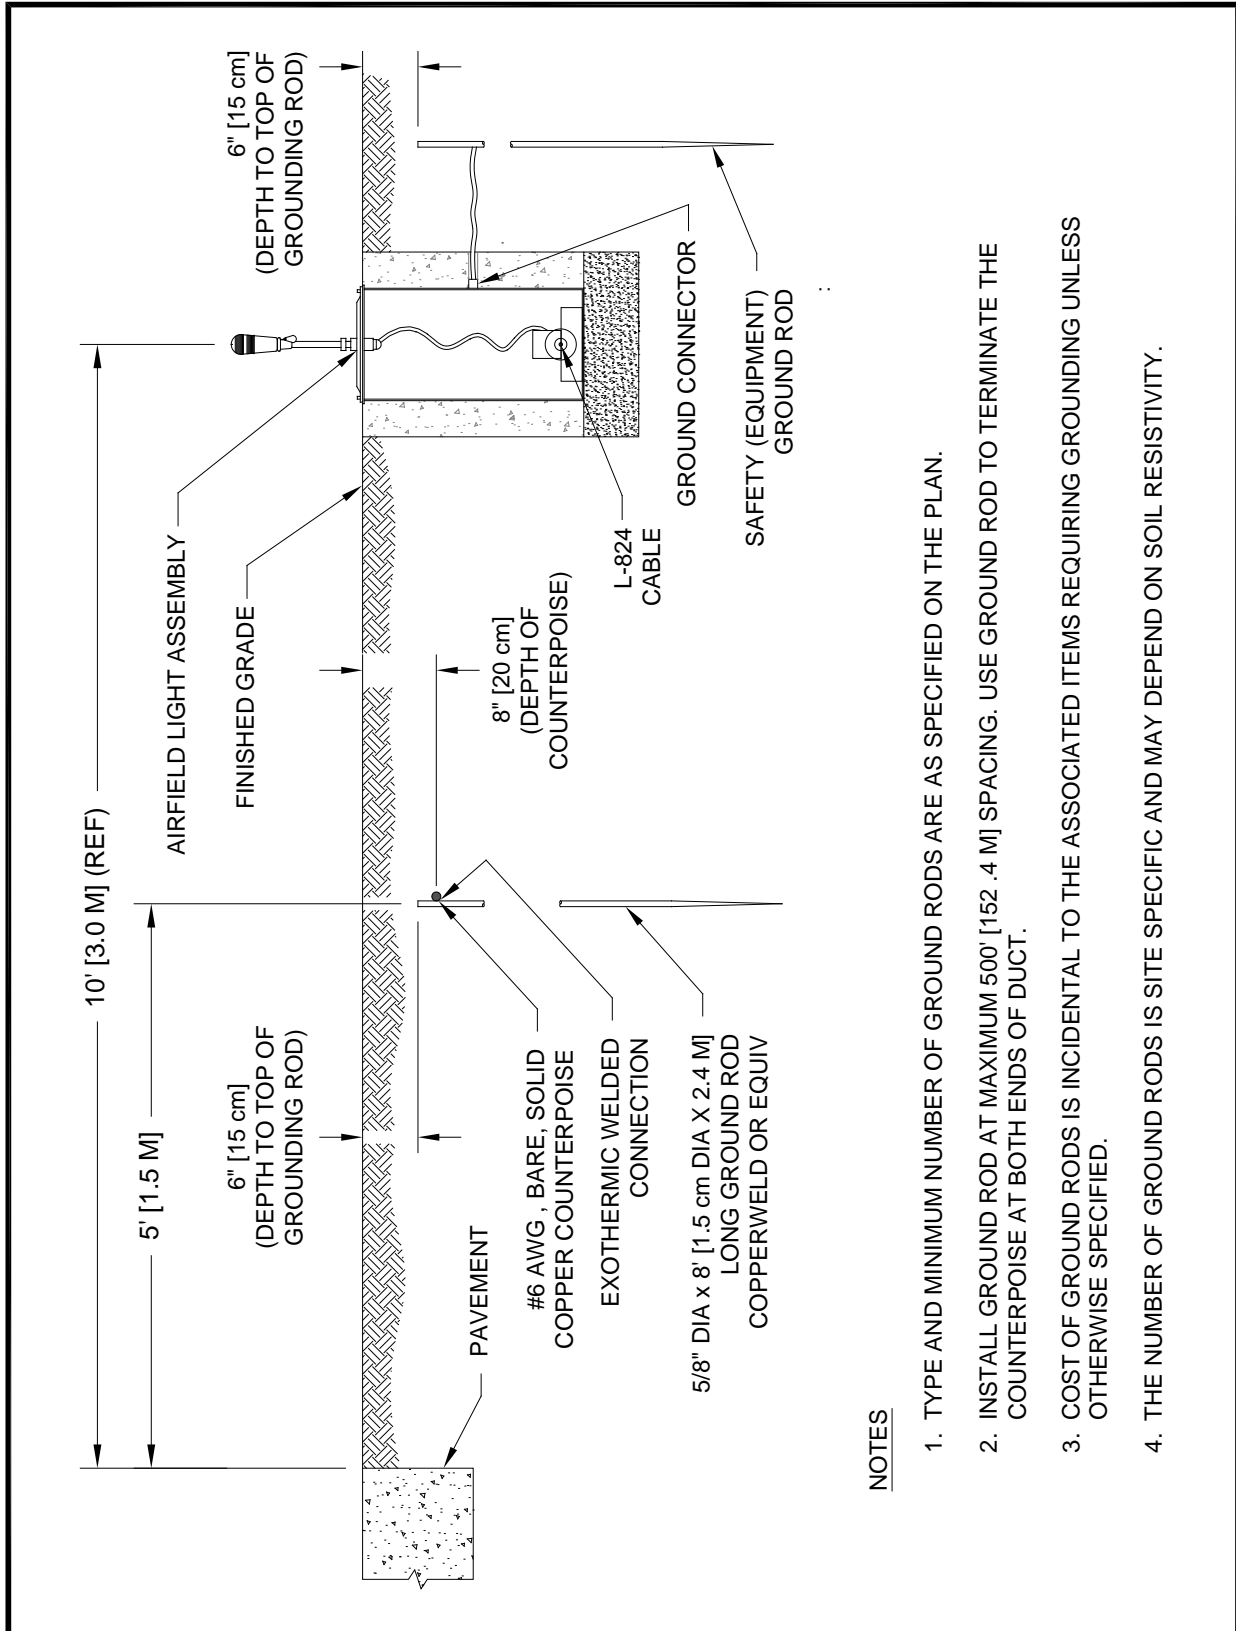 10' [3.0 M] (REF)
5' [1.5 M]
6" [15 cm]
(DEPTH TO TOP OF
GROUNDING ROD)
AIRFIELD LIGHT ASSEMBLY
FINISHED GRADE
6" [15 cm]
(DEPTH TO TOP OF
GROUNDING ROD)
PAVEMENT
#6 AWG , BARE, SOLID
COPPER COUNTERPOISE
EXOTHERMIC WELDED
CONNECTION
5/8" DIA x 8' [1.5 cm DIA X 2.4 M]
LONG GROUND ROD
COPPERWELD OR EQUIV
8" [20 cm]
(DEPTH OF
COUNTERPOISE)
L-824
CABLE
GROUND CONNECTOR
SAFETY (EQUIPMENT)
GROUND ROD
:
NOTES
1. TYPE AND MINIMUM NUMBER OF GROUND RODS ARE AS SPECIFIED ON THE PLAN.
2. INSTALL GROUND ROD AT MAXIMUM 500' [152 .4 M] SPACING. USE GROUND ROD TO TERMINATE THE
COUNTERPOISE AT BOTH ENDS OF DUCT.
3. COST OF GROUND RODS IS INCIDENTAL TO THE ASSOCIATED ITEMS REQUIRING GROUNDING UNLESS
OTHERWISE SPECIFIED.
4. THE NUMBER OF GROUND RODS IS SITE SPECIFIC AND MAY DEPEND ON SOIL RESISTIVITY.